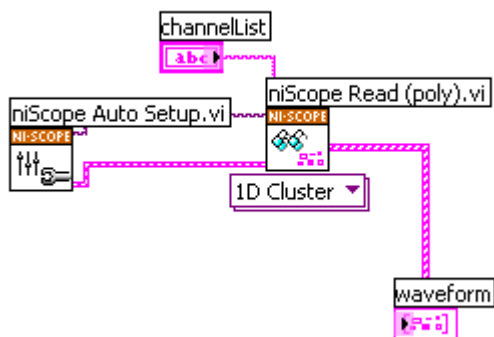 channelList
abc
niScope Read (poly).vi
niScope Auto Setup.vi
NI-SCOPE
NI-SCOPE
1D Cluster
waveform